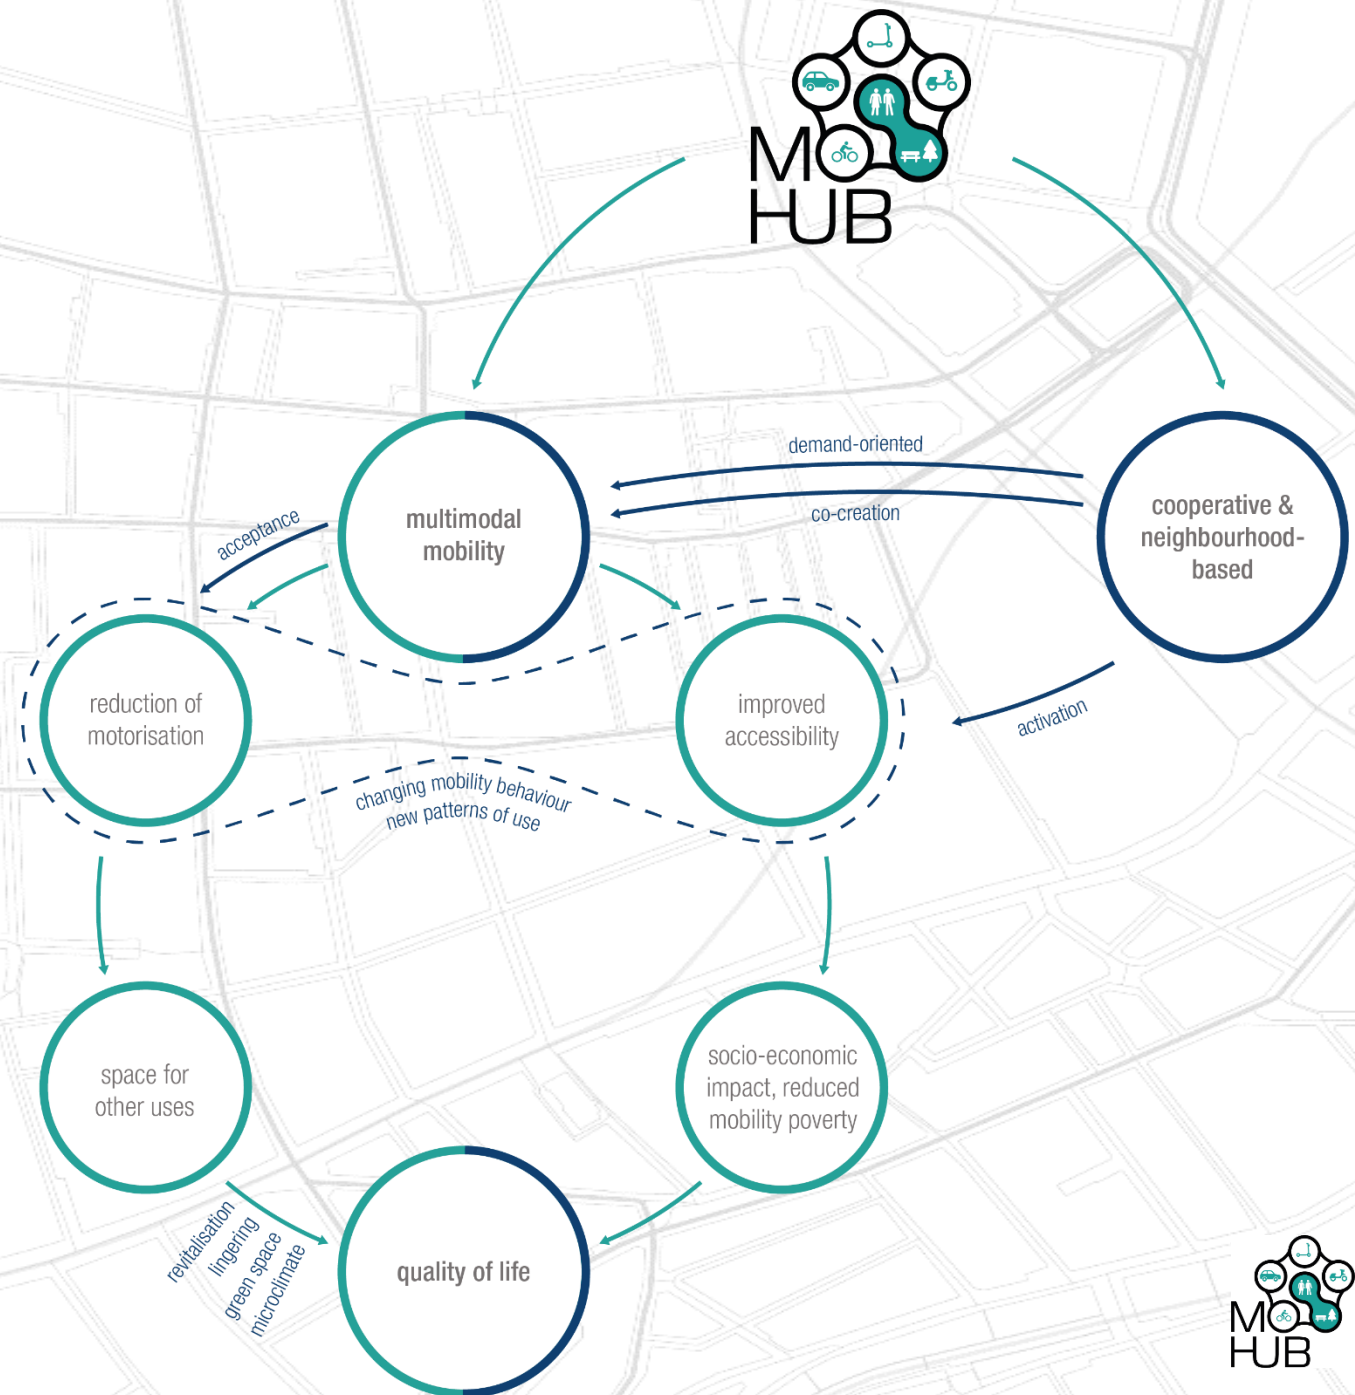 MO
HUB
demand-oriented
co-creation
multimodal
mobility
cooperative &
neighbourhood-
based
acceptance
reduction of
motorisation
improved
accessibility
activation
changing mobility behaviour
new patterns of use
space for
other uses
socio-economic
impact, reduced
mobility poverty
revitalisation
lingering
green space
microclimate
quality of life
MO
HUB